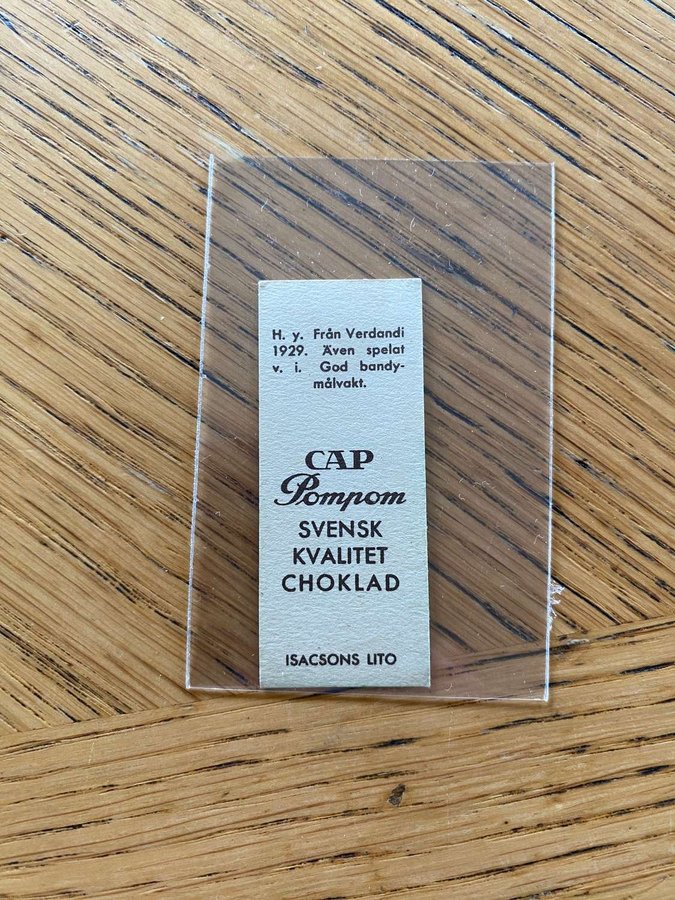 H. y. Från Verdandi
1929. Även spelat
v. i. God bandy-
målvakt.
CAP
Pompom
SVENSK
KVALITET
CHOKLAD
ISACSONS LITO